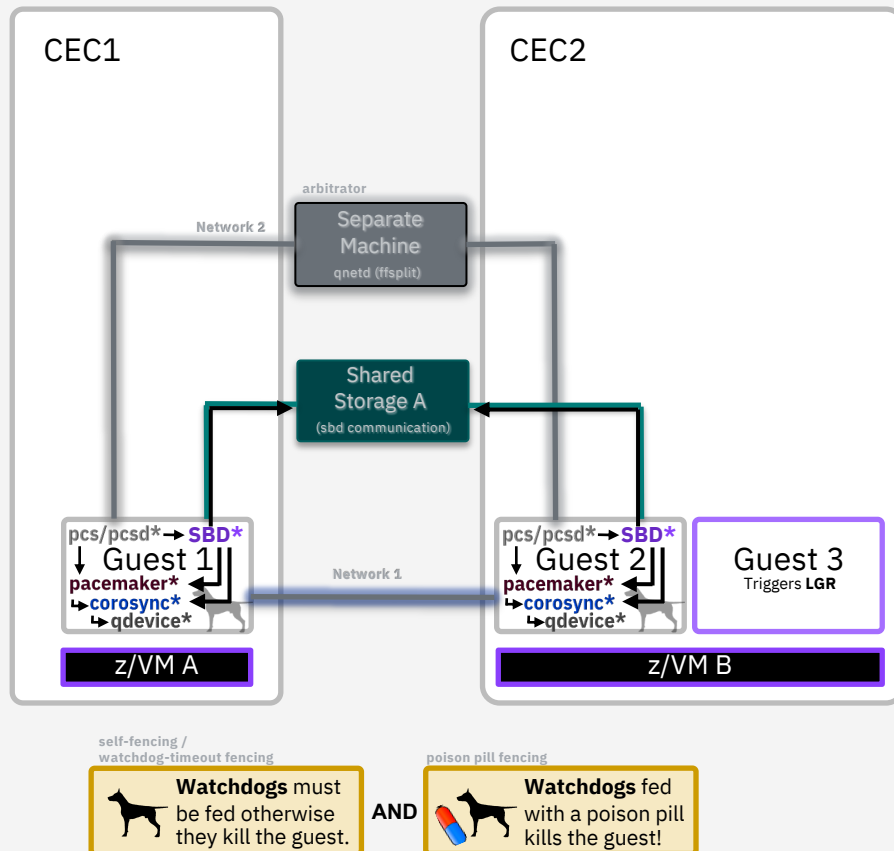 CEC1
CEC2
arbitrator
Network 2
Separate
Machine
qnetd (ffsplit)
Shared
Storage A
(sbd communication)
pcs/pcsd* SBD*
Guest 1
pacemaker*
corosync*
qdevice*
Network 1
pcs/pcsd* SBD*
Guest 2
pacemaker*
corosync*
qdevice*
Guest 3
Triggers LGR
z/VM A
z/VM B
self-fencing /
watchdog-timeout fencing
Watchdogs must
be fed otherwise
they kill the guest.
AND
poison pill fencing
Watchdogs fed
with a poison pill
kills the guest!